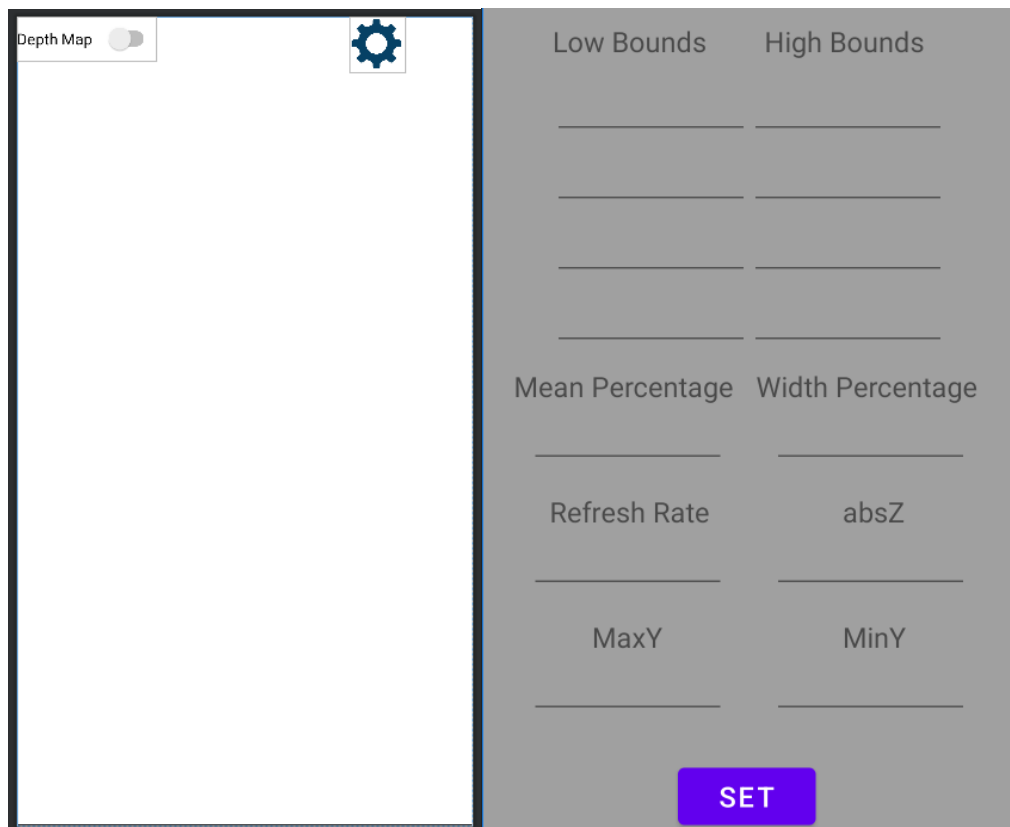 Depth Map
Low Bounds High Bounds
Mean Percentage Width Percentage
Refresh Rate absZ
MaxY MinY
SET